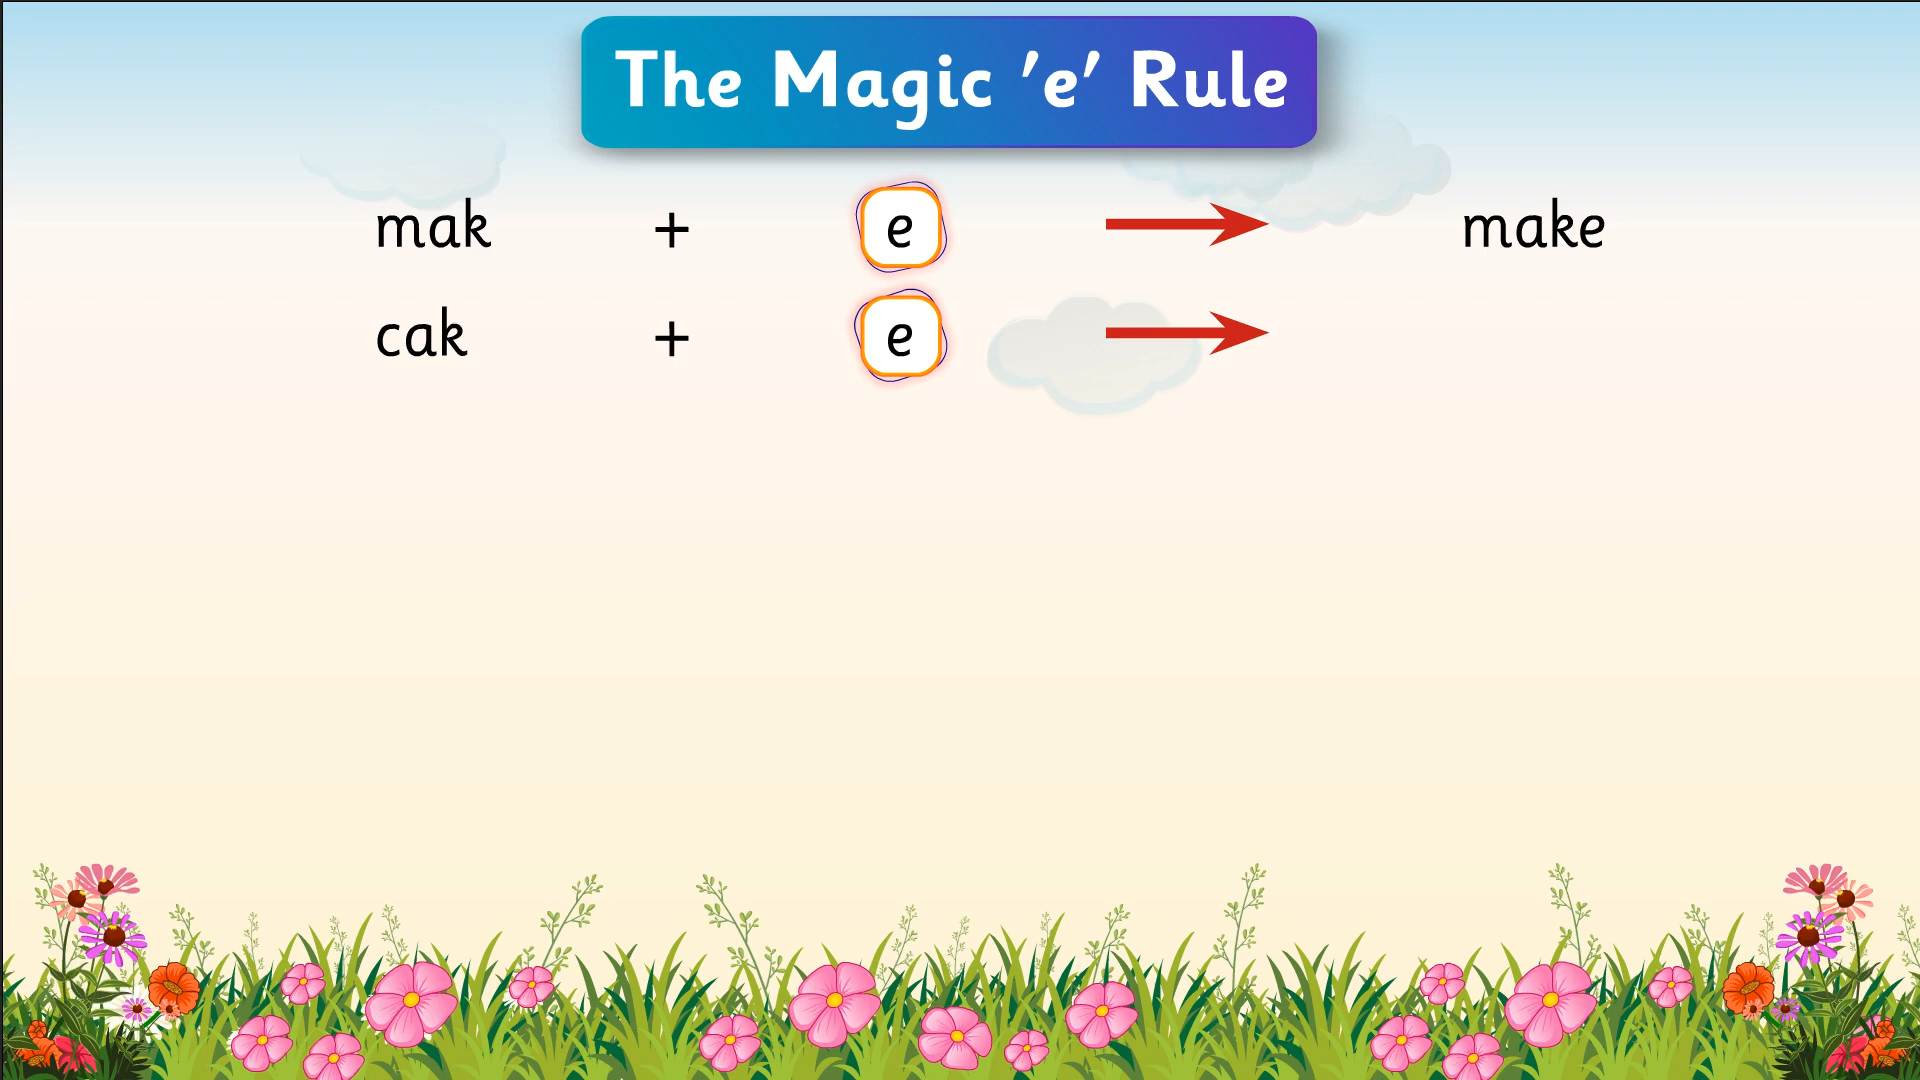 The Magic 'e' Rule
mak + e → make
cak + e →